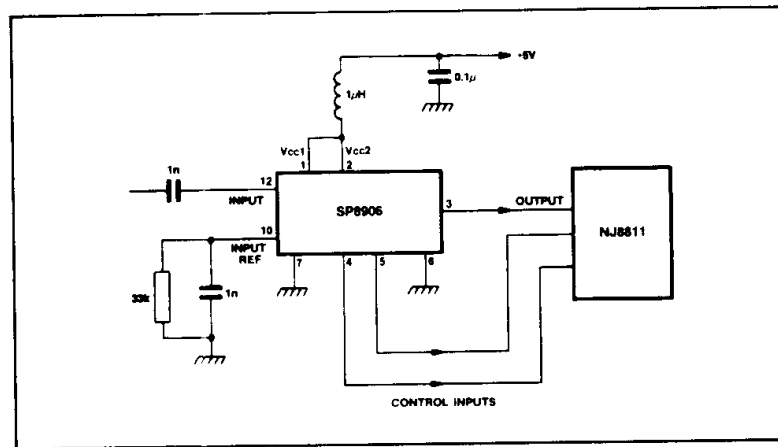 +5V
0.1μ
1μH
Vcc1
Vcc2
1
2
1n
12
INPUT
SP8906
3
OUTPUT
NJ8811
10
INPUT
REF
7
4
5
6
33k
1n
CONTROL INPUTS